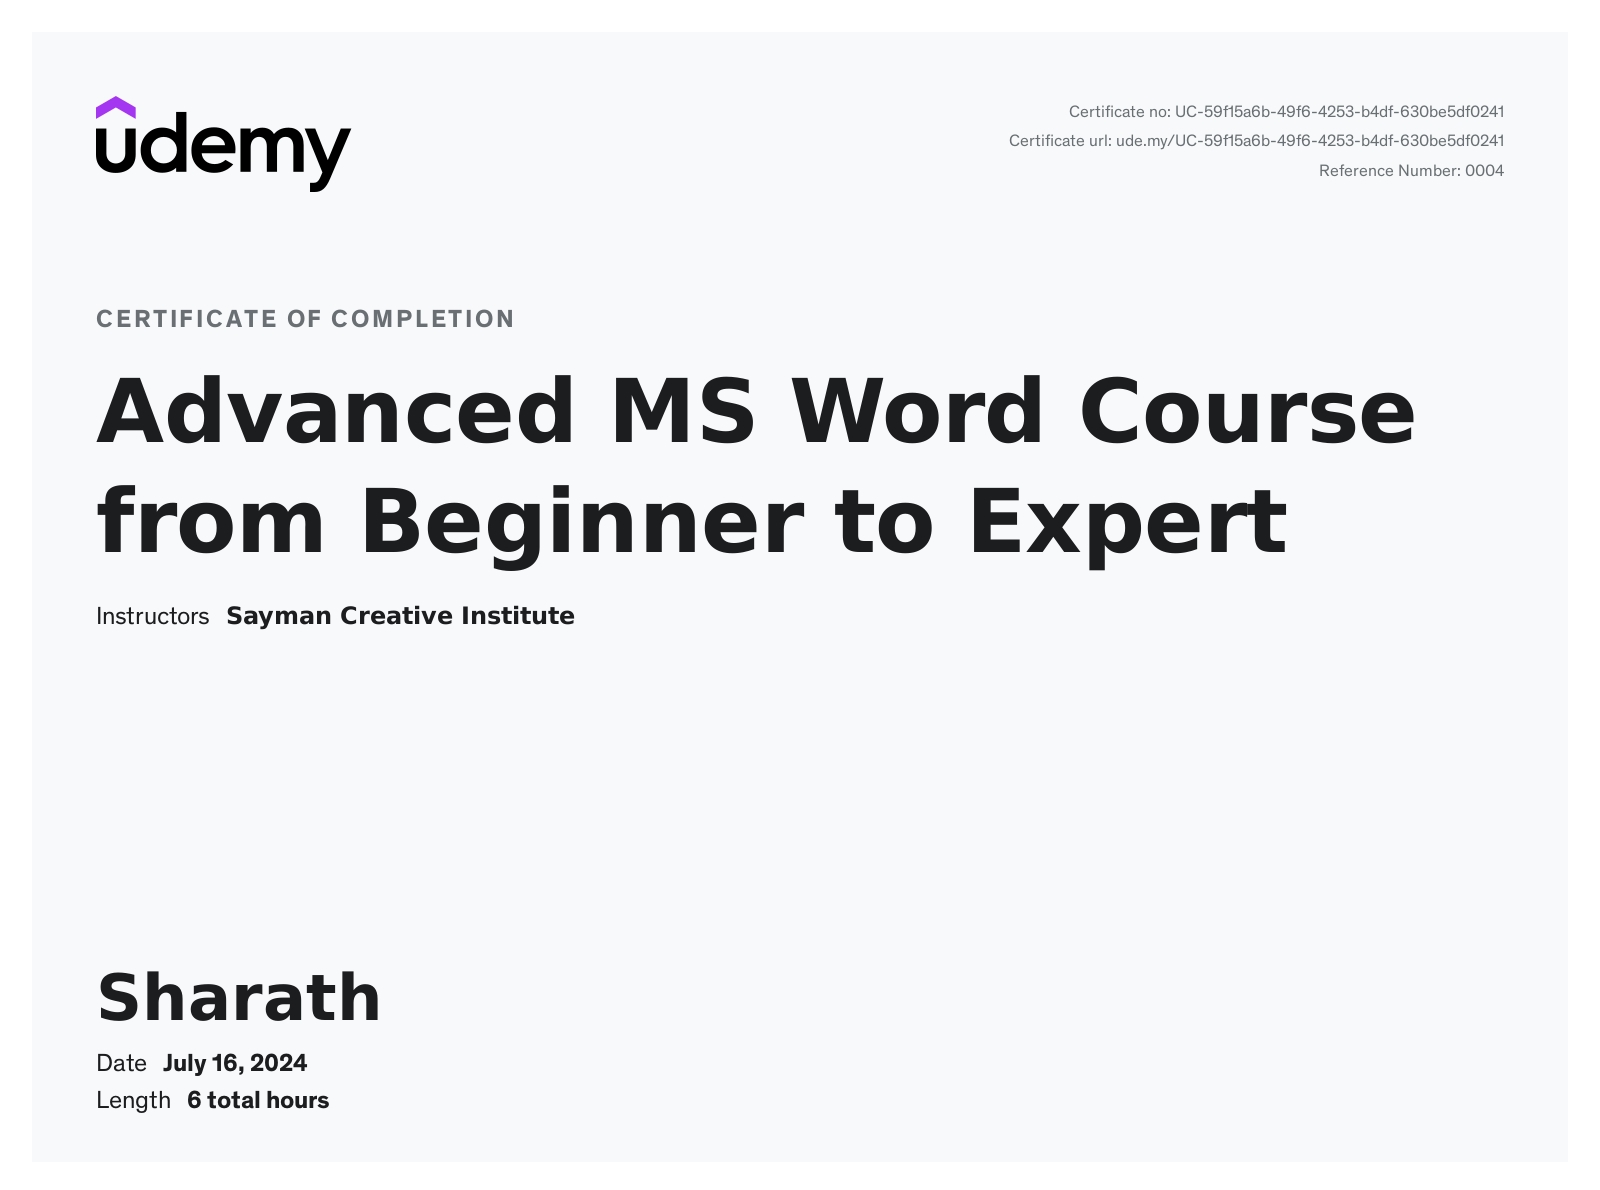 udemy
Certificate no: UC-59f15a6b-49f6-4253-b4df-630be5df0241
Certificate url: ude.my/UC-59f15a6b-49f6-4253-b4df-630be5df0241
Reference Number: 0004
CERTIFICATE OF COMPLETION
Advanced MS Word Course
from Beginner to Expert
Instructors Sayman Creative Institute
Sharath
Date July 16, 2024
Length 6 total hours